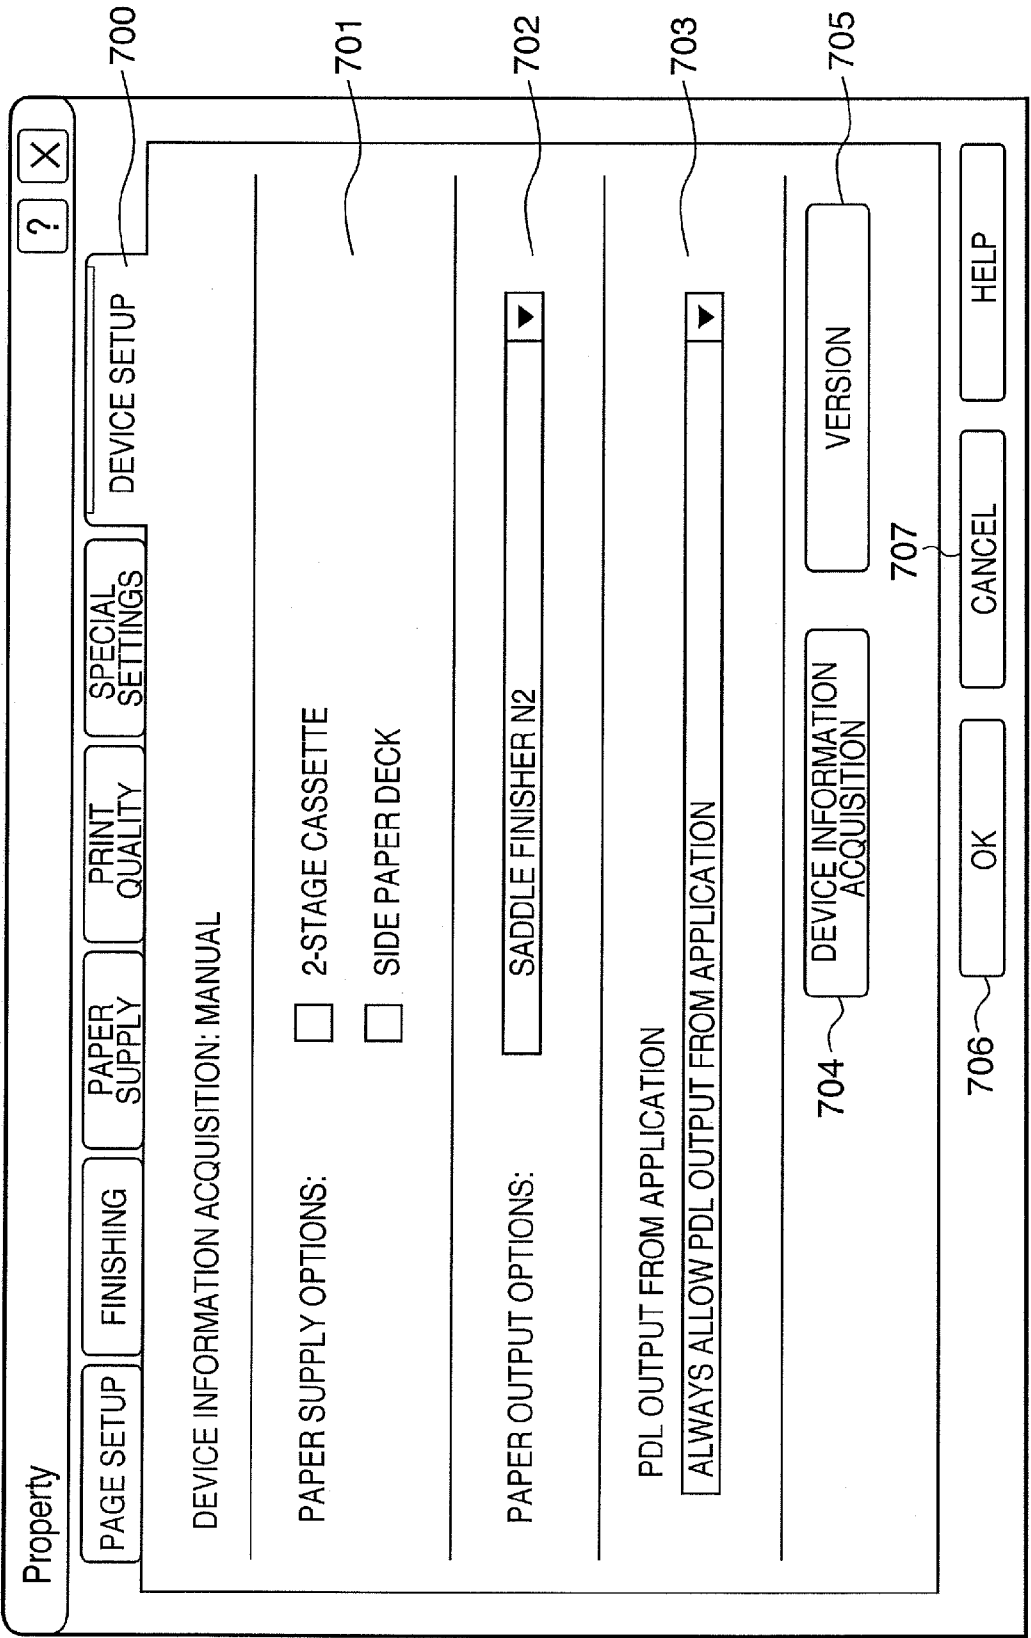 Property
?
X
PAGE SETUP
FINISHING
PAPER
SUPPLY
PRINT
QUALITY
SPECIAL
SETTINGS
DEVICE SETUP
700
DEVICE INFORMATION ACQUISITION: MANUAL
PAPER SUPPLY OPTIONS:
2-STAGE CASSETTE
SIDE PAPER DECK
701
PAPER OUTPUT OPTIONS:
SADDLE FINISHER N2
702
PDL OUTPUT FROM APPLICATION
ALWAYS ALLOW PDL OUTPUT FROM APPLICATION
703
704
DEVICE INFORMATION
ACQUISITION
VERSION
705
706
OK
707
CANCEL
HELP